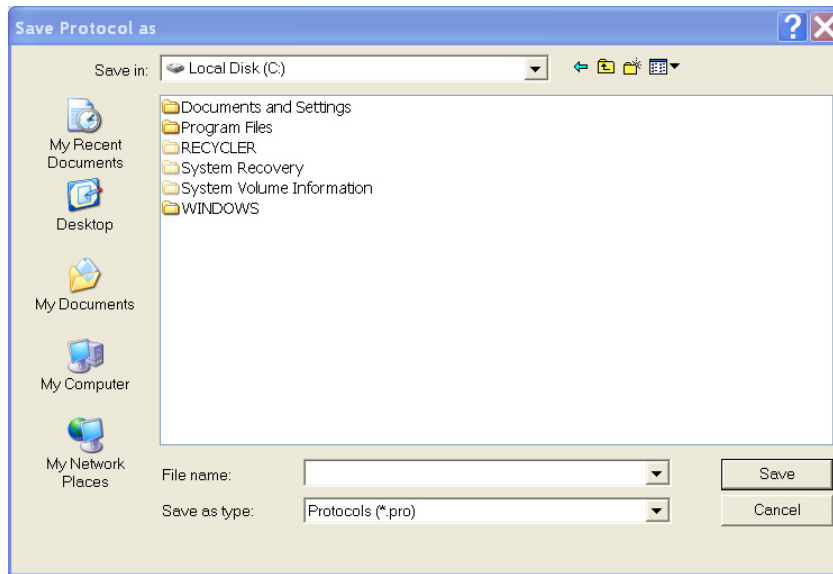 Save Protocol as
Save in:
Local Disk (C:)
My Recent
Documents
Desktop
My Documents
My Computer
My Network
Places
Documents and Settings
Program Files
RECYCLER
System Recovery
System Volume Information
WINDOWS
File name:
Save
Save as type:
Protocols (*.pro)
Cancel